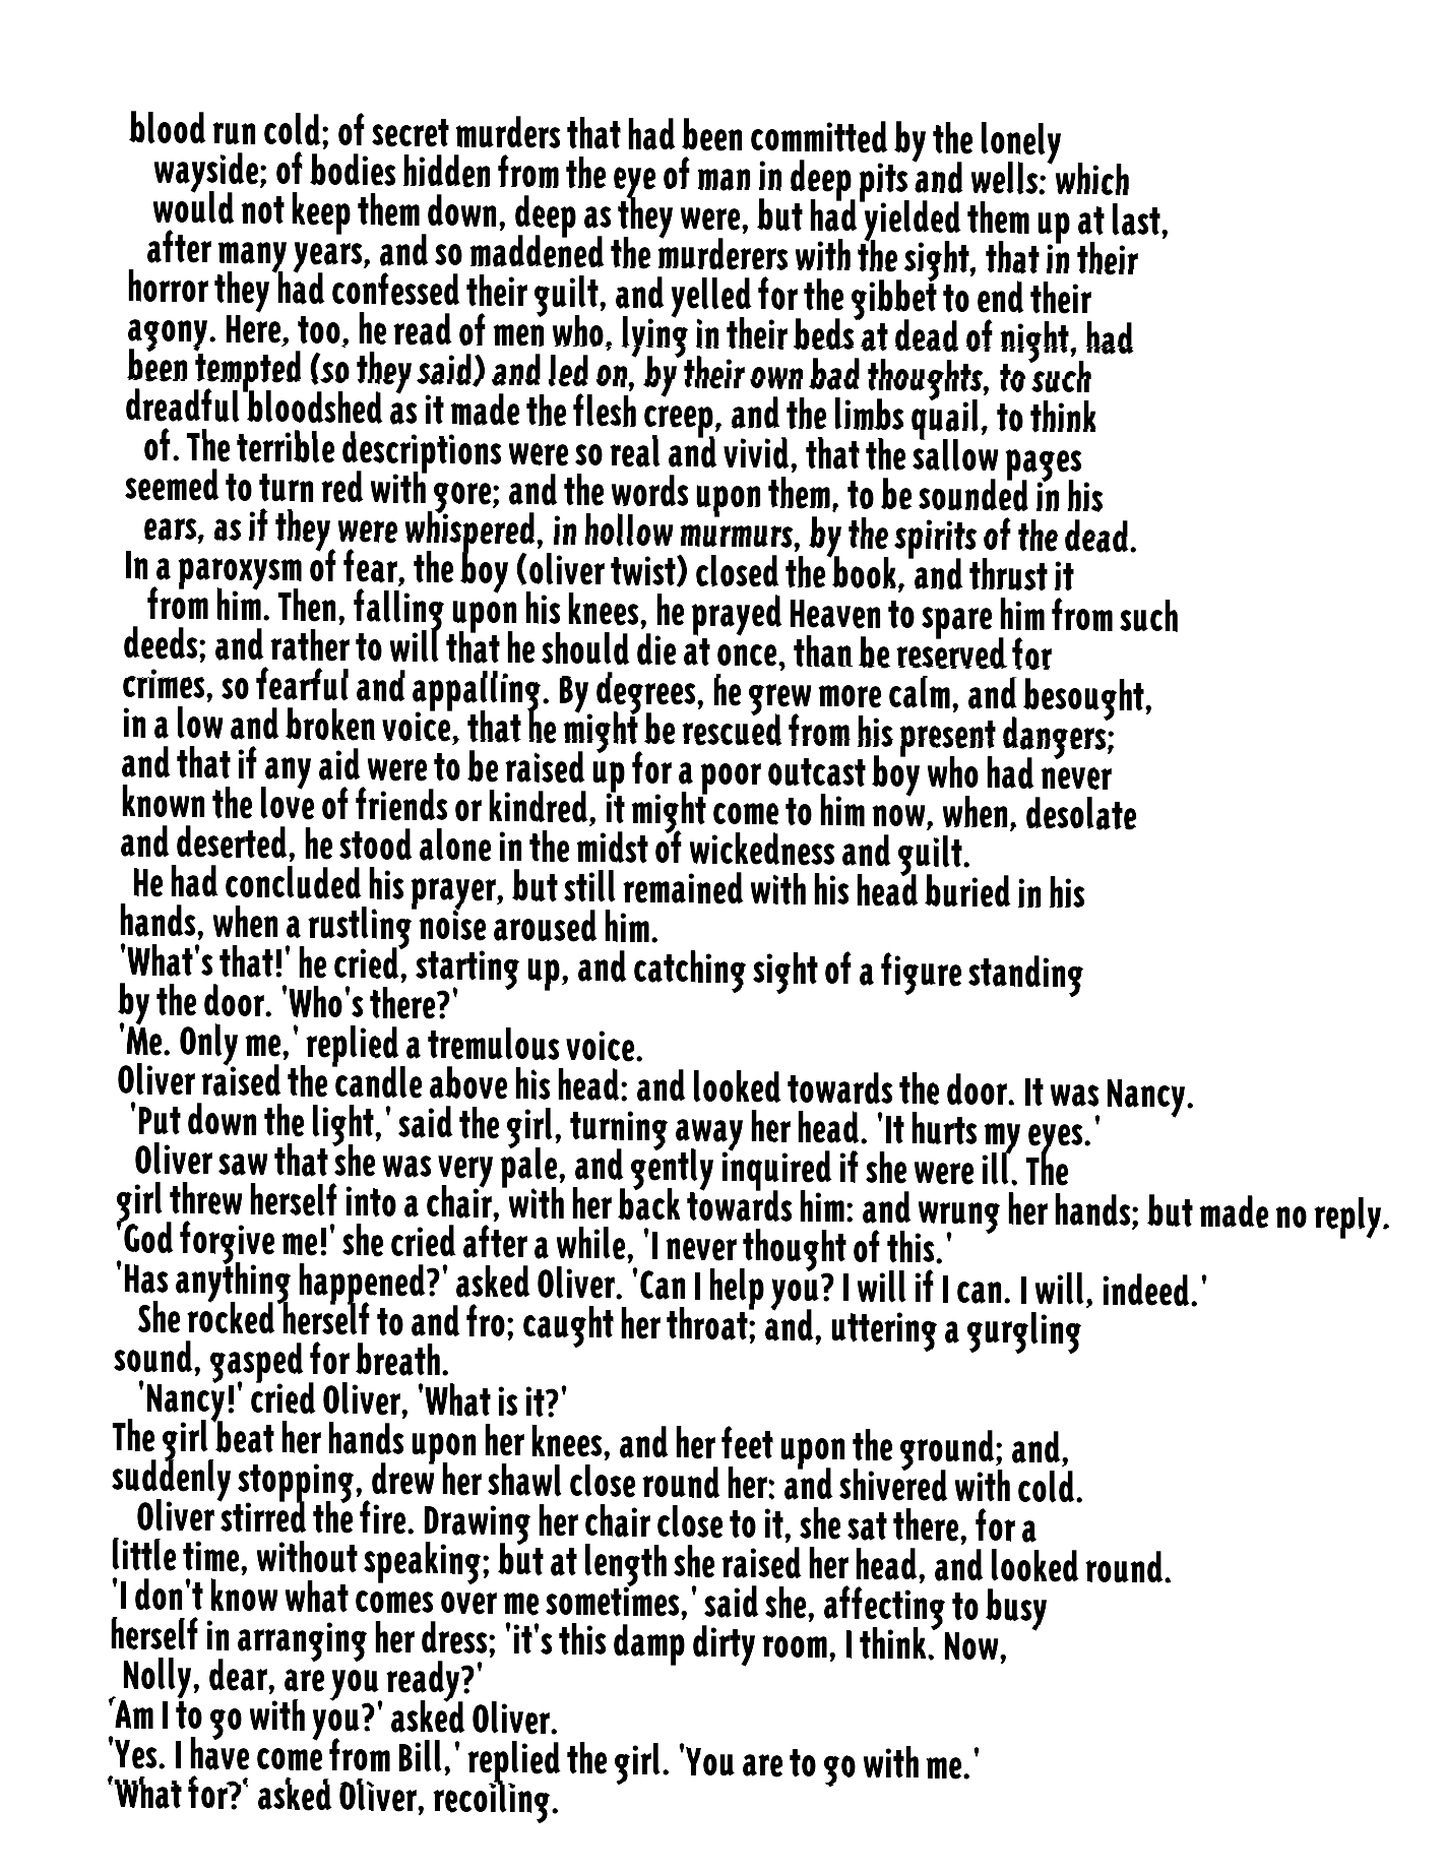 blood run cold; of secret murders that had been committed by the lonely
wayside; of bodies hidden from the eye of man in deep pits and wells: which
would not keep them down, deep as they were, but had yielded them up at last,
after many years, and so maddened the murderers with the sight, that in their
horror they had confessed their guilt, and yelled for the gibbet to end their
agony. Here, too, he read of men who, lying in their beds at dead of night, had
been tempted (so they said) and led on, by their own bad thoughts, to such
dreadful bloodshed as it made the flesh creep, and the limbs quail, to think
of. The terrible descriptions were so real and vivid, that the sallow pages
seemed to turn red with gore; and the words upon them, to be sounded in his
ears, as if they were whispered, in hollow murmurs, by the spirits of the dead.
In a paroxysm of fear, the boy (oliver twist) closed the book, and thrust it
from him. Then, falling upon his knees, he prayed Heaven to spare him from such
deeds; and rather to will that he should die at once, than be reserved for
crimes, so fearful and appalling. By degrees, he grew more calm, and besought,
in a low and broken voice, that he might be rescued from his present dangers;
and that if any aid were to be raised up for a poor outcast boy who had never
known the love of friends or kindred, it might come to him now, when, desolate
and deserted, he stood alone in the midst of wickedness and guilt.
He had concluded his prayer, but still remained with his head buried in his
hands, when a rustling noise aroused him.
'What's that!' he cried, starting up, and catching sight of a figure standing
by the door. 'Who's there?'
'Me. Only me,' replied a tremulous voice.
Oliver raised the candle above his head: and looked towards the door. It was Nancy.
'Put down the light,' said the girl, turning away her head. 'It hurts my eyes.'
Oliver saw that she was very pale, and gently inquired if she were ill. The
girl threw herself into a chair, with her back towards him: and wrung her hands; but made no reply.
'God forgive me!' she cried after a while, 'I never thought of this.'
'Has anything happened?' asked Oliver. 'Can I help you? I will if I can. I will, indeed.'
She rocked herself to and fro; caught her throat; and, uttering a gurgling
sound, gasped for breath.
'Nancy!' cried Oliver, 'What is it?'
The girl beat her hands upon her knees, and her feet upon the ground; and,
suddenly stopping, drew her shawl close round her: and shivered with cold.
Oliver stirred the fire. Drawing her chair close to it, she sat there, for a
little time, without speaking; but at length she raised her head, and looked round.
'I don't know what comes over me sometimes,' said she, affecting to busy
herself in arranging her dress; 'it's this damp dirty room, I think. Now,
Nolly, dear, are you ready?'
'Am I to go with you?' asked Oliver.
'Yes. I have come from Bill,' replied the girl. 'You are to go with me.'
'What for?' asked Oliver, recoiling.